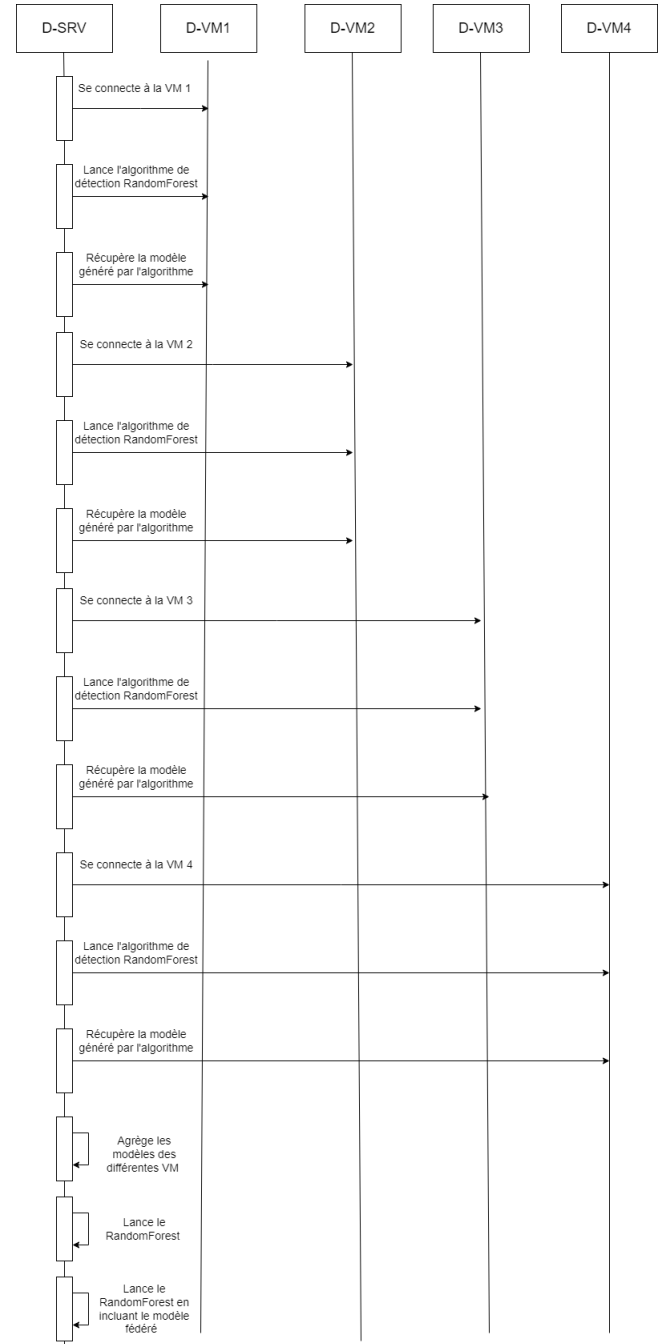 D-SRV
D-VM1
D-VM2
D-VM3
D-VM4
Se connecte à la VM 1
Lance l'algorithme de
détection RandomForest
Récupère la modèle
généré par l'algorithme
Se connecte à la VM 2
Lance l'algorithme de
détection RandomForest
Récupère la modèle
généré par l'algorithme
Se connecte à la VM 3
Lance l'algorithme de
détection RandomForest
Récupère la modèle
généré par l'algorithme
Se connecte à la VM 4
Lance l'algorithme de
détection RandomForest
Récupère la modèle
généré par l'algorithme
Agrège les
modèles des
différentes VM
Lance le
RandomForest
Lance le
RandomForest en
incluant le modèle
fédéré